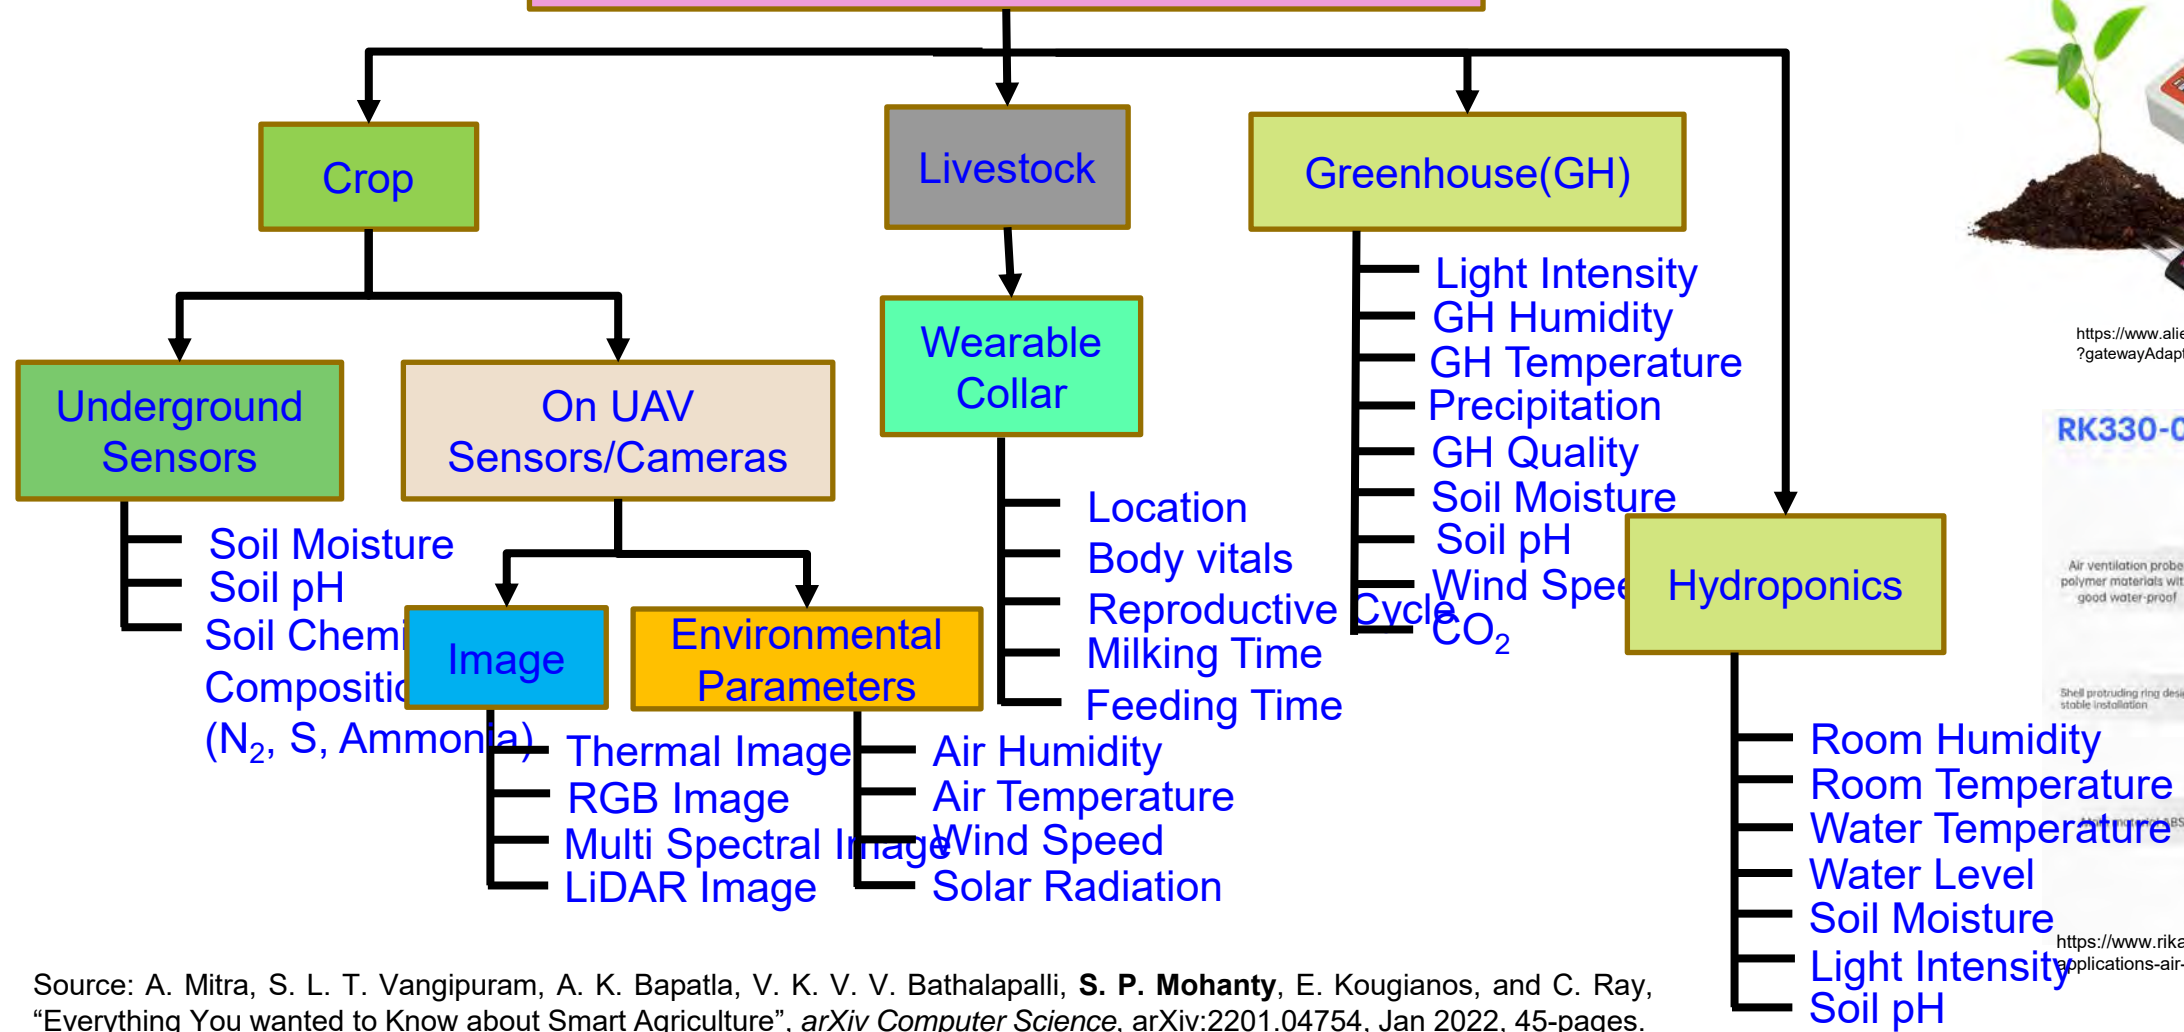 Crop
Livestock
Greenhouse(GH)
Underground
Sensors
On UAV
Sensors/Cameras
Wearable
Collar
Hydroponics
Soil Moisture
Soil pH
Soil Chemi
Compositio
(N₂, S, Ammonia)
Image
Environmental
Parameters
Thermal Image
RGB Image
Multi Spectral Image
LiDAR Image
Air Humidity
Air Temperature
Wind Speed
Solar Radiation
Location
Body vitals
Reproductive Cycle
Milking Time
Feeding Time
Light Intensity
GH Humidity
GH Temperature
Precipitation
GH Quality
Soil Moisture
Soil pH
Wind Spee
CO₂
Room Humidity
Room Temperature
Water Temperature
Water Level
Soil Moisture
Light Intensity
Soil pH
https://www.alie
?gatewayAdapt
RK330-0
Air ventilation probe
polymer materials wit
good water-proof
Shell protruding ring desi
stable installation
https://www.rika
applications-air-
Source: A. Mitra, S. L. T. Vangipuram, A. K. Bapatla, V. K. V. V. Bathalapalli, S. P. Mohanty, E. Kougianos, and C. Ray,
“Everything You wanted to Know about Smart Agriculture”, arXiv Computer Science, arXiv:2201.04754, Jan 2022, 45-pages.